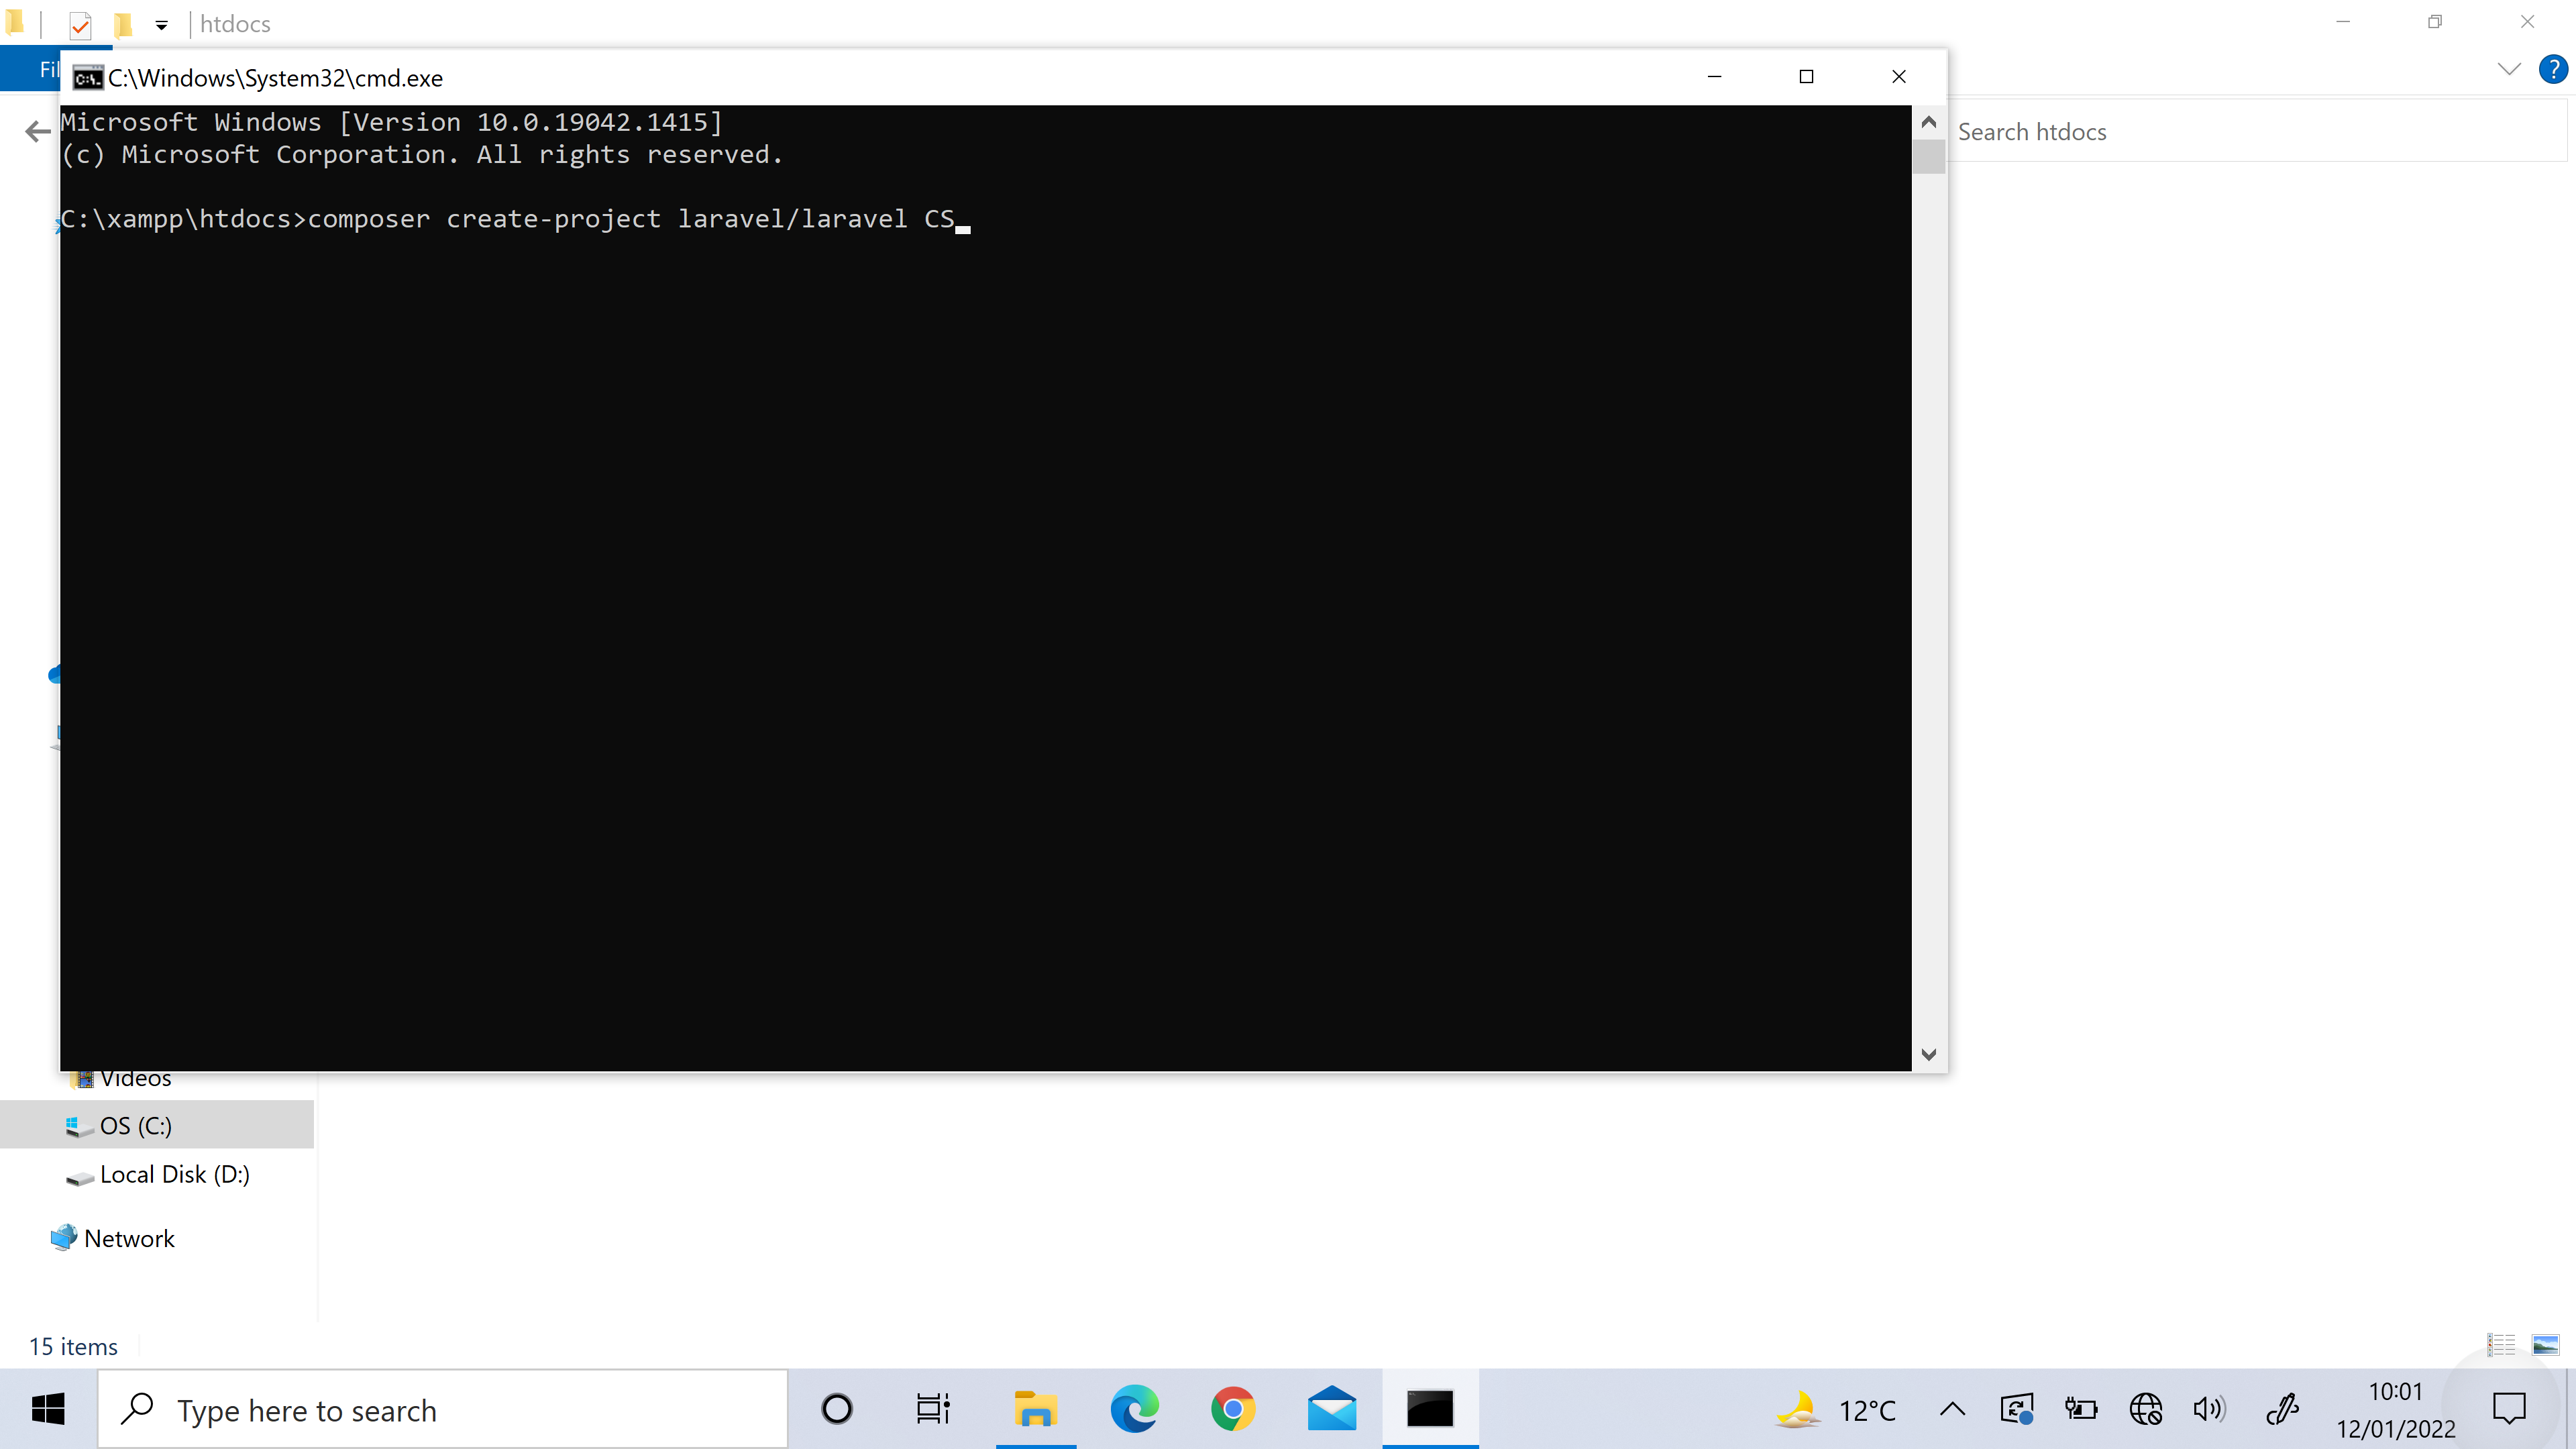 htdocs
Fil
C:\Windows\System32\cmd.exe
Microsoft Windows [Version 10.0.19042.1415]
(c) Microsoft Corporation. All rights reserved.
C:\xampp\htdocs>composer create-project laravel/laravel CS
Search htdocs
Videos
OS (C:)
Local Disk (D:)
Network
15 items
Type here to search
12°C
10:01
12/01/2022